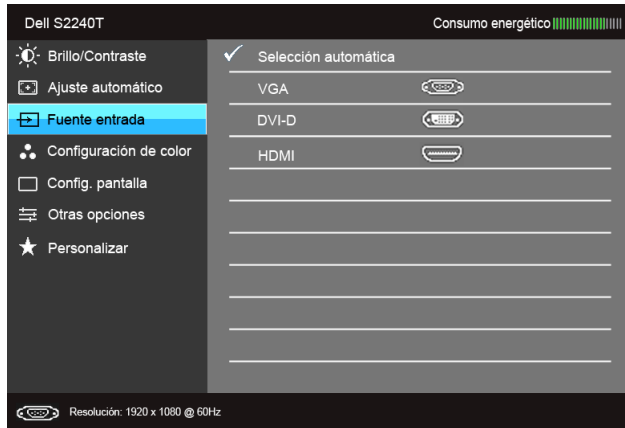 Dell S2240T
Consumo energético
Brillo/Contraste
Ajuste automático
Fuente entrada
Configuración de color
Config. pantalla
Otras opciones
Personalizar
Selección automática
VGA
DVI-D
HDMI
Resolución: 1920 x 1080 @ 60Hz